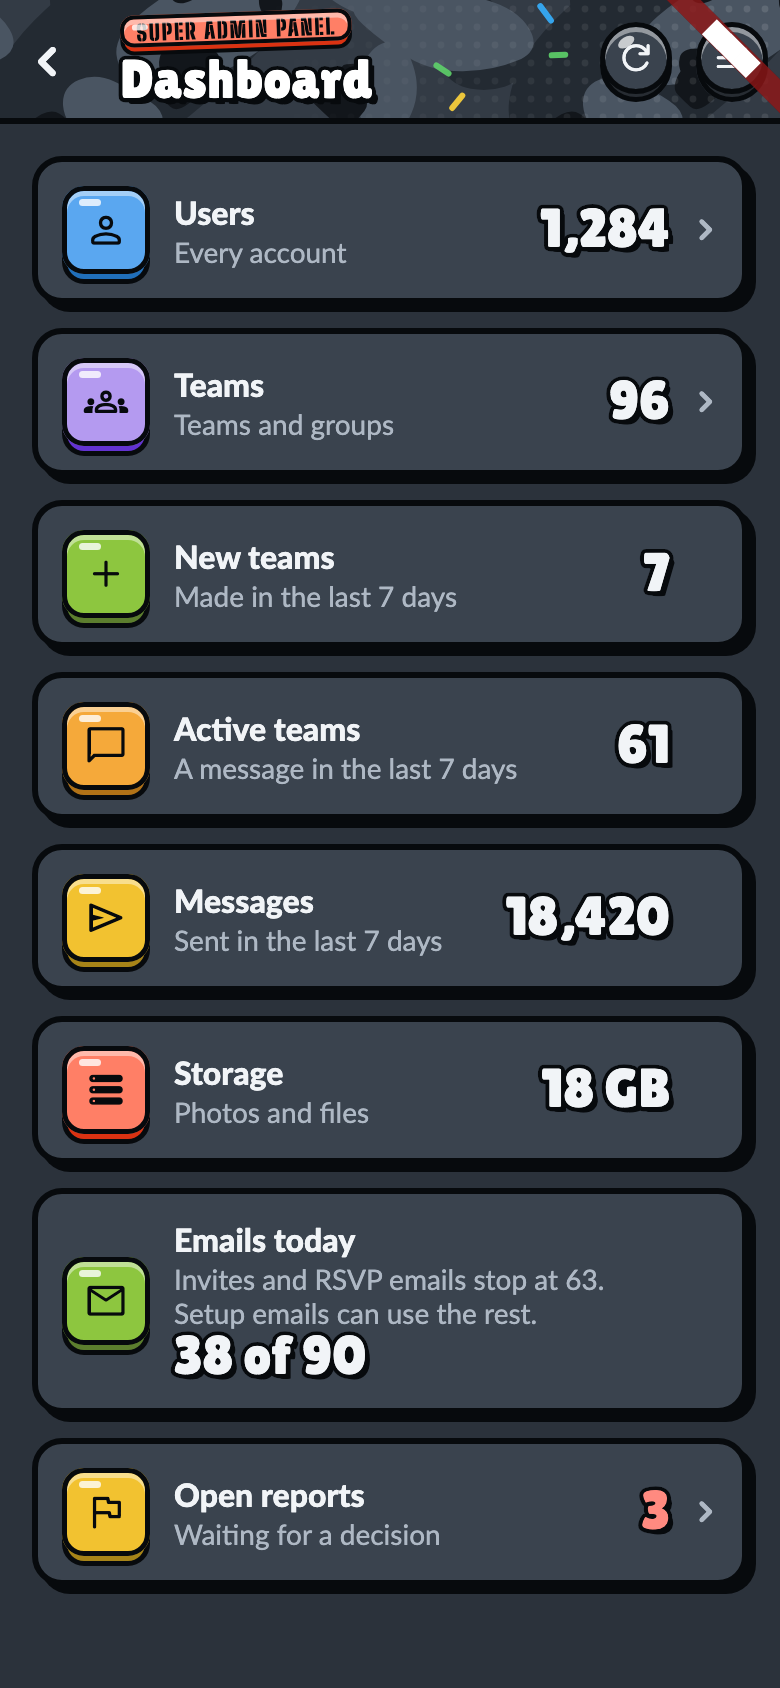 SUPER ADMIN PANEL
Dashboard
Users
Every account
1,284
Teams
Teams and groups
96
New teams
Made in the last 7 days
7
Active teams
A message in the last 7 days
61
Messages
Sent in the last 7 days
18,420
Storage
Photos and files
18 GB
Emails today
Invites and RSVP emails stop at 63.
Setup emails can use the rest.
38 of 90
Open reports
Waiting for a decision
3